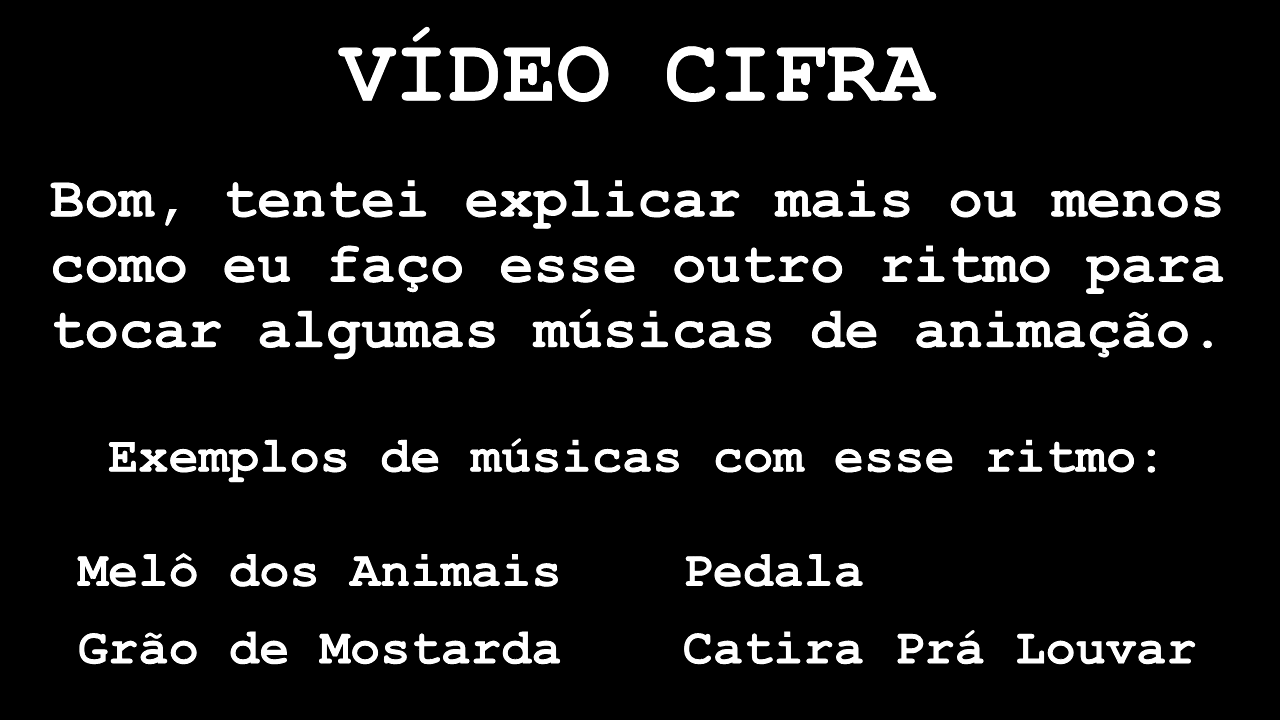 VÍDEO CIFRA
Bom, tentei explicar mais ou menos
como eu faço esse outro ritmo para
tocar algumas músicas de animação.
Exemplos de músicas com esse ritmo:
Melô dos Animais Pedala
Grão de Mostarda Catira Prá Louvar